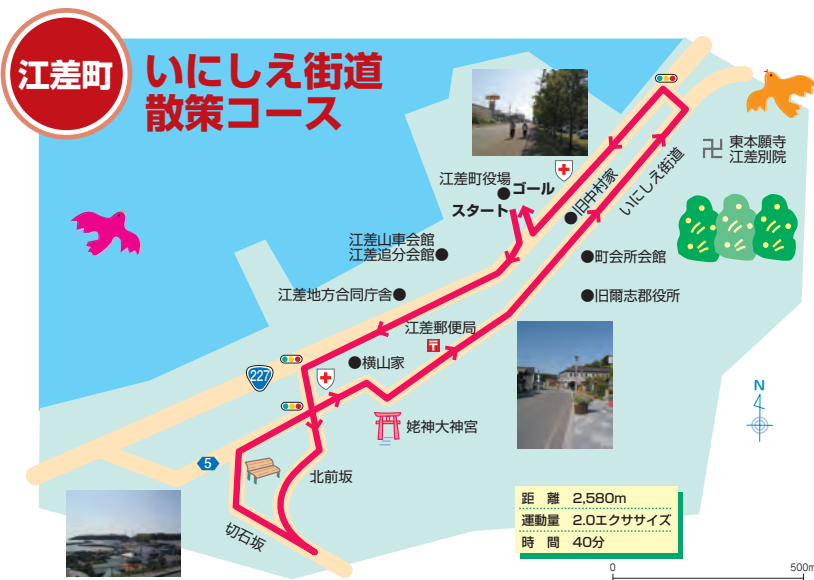 江差町
いにしえ街道
散策コース
江差町役場
ゴール
スタート
旧中村家
いにしえ街道
東本願寺
江差別院
江差山車会館
江差追分会館
町会所会館
江差地方合同庁舎
旧爾志郡役所
江差郵便局
横山家
227
姥神大神宮
5
北前坂
切石坂
N
距 離 2,580m
運動量 2.0エクササイズ
時 間 40分
0 500m